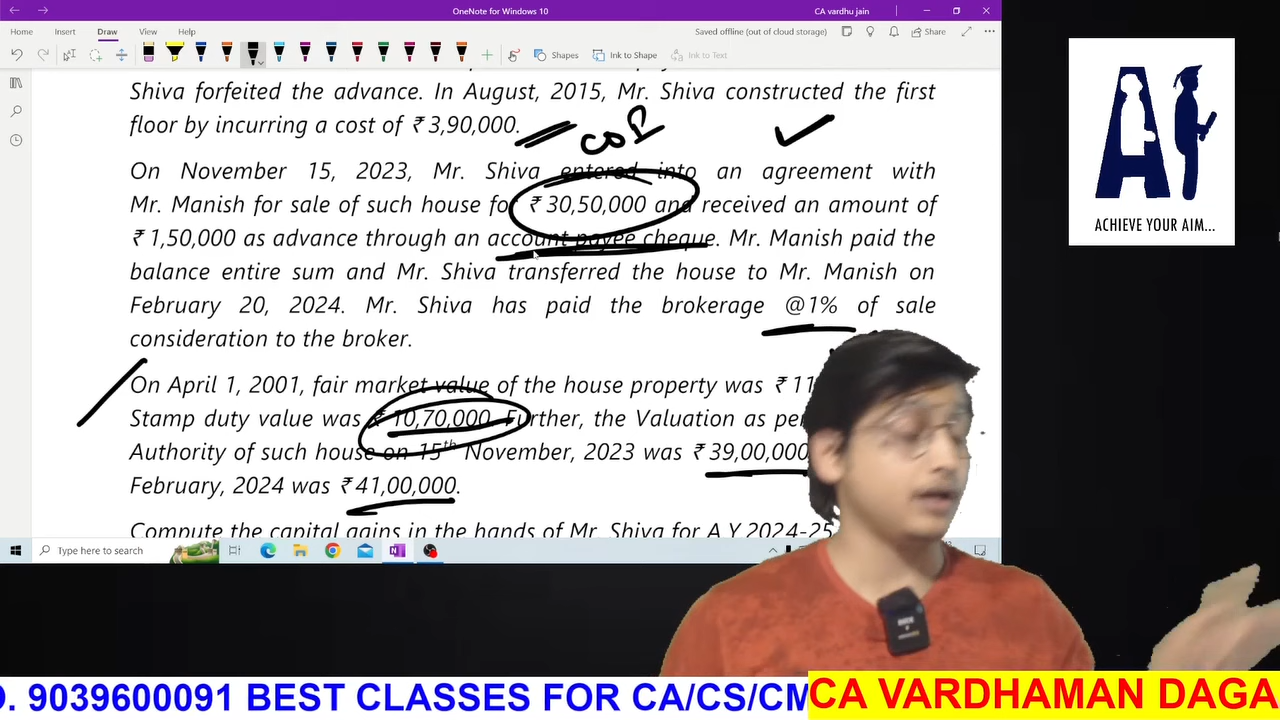 OneNote for Windows 10
CA vardhu jain
Home Insert Draw View Help
Saved offline (out of cloud storage)
Share
Shapes
Ink to Shape
Ink to Text
Shiva forfeited the advance. In August, 2015, Mr. Shiva constructed the first
floor by incurring a cost of ₹ 3,90,000.
On November 15, 2023, Mr. Shiva entered into an agreement with
Mr. Manish for sale of such house for ₹ 30,50,000 and received an amount of
₹ 1,50,000 as advance through an account payee cheque. Mr. Manish paid the
balance entire sum and Mr. Shiva transferred the house to Mr. Manish on
February 20, 2024. Mr. Shiva has paid the brokerage @1% of sale
consideration to the broker.
On April 1, 2001, fair market value of the house property was ₹ 11
Stamp duty value was ₹ 10,70,000. Further, the Valuation as per
Authority of such house on 15th November, 2023 was ₹ 39,00,000
February, 2024 was ₹ 41,00,000.
Compute the capital gains in the hands of Mr. Shiva for A.Y 2024-25
Type here to search
ACHIEVE YOUR AIM...
O. 9039600091 BEST CLASSES FOR CA/CS/CM
CA VARDHAMAN DAGA